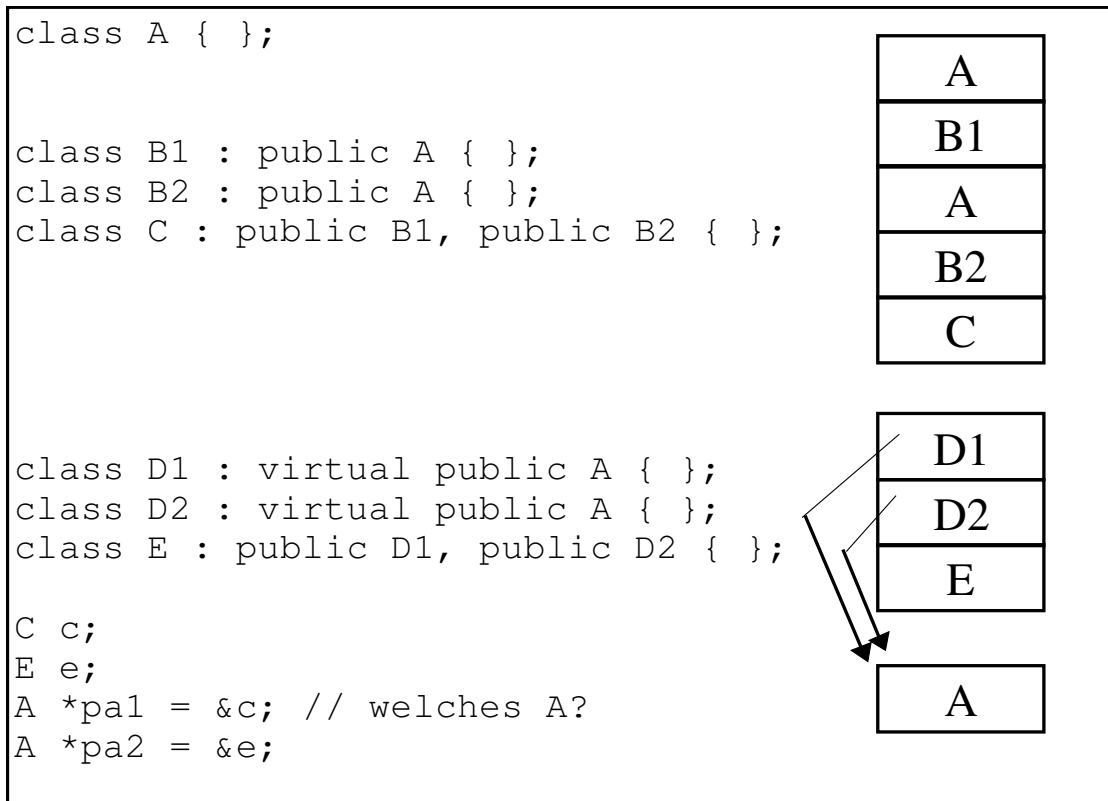 class A { };
class B1 : public A { };
class B2 : public A { };
class C : public B1, public B2 { };
A
B1
A
B2
C
class D1 : virtual public A { };
class D2 : virtual public A { };
class E : public D1, public D2 { };
C c;
E e;
A *pa1 = &c; // welches A?
A *pa2 = &e;
D1
D2
E
A